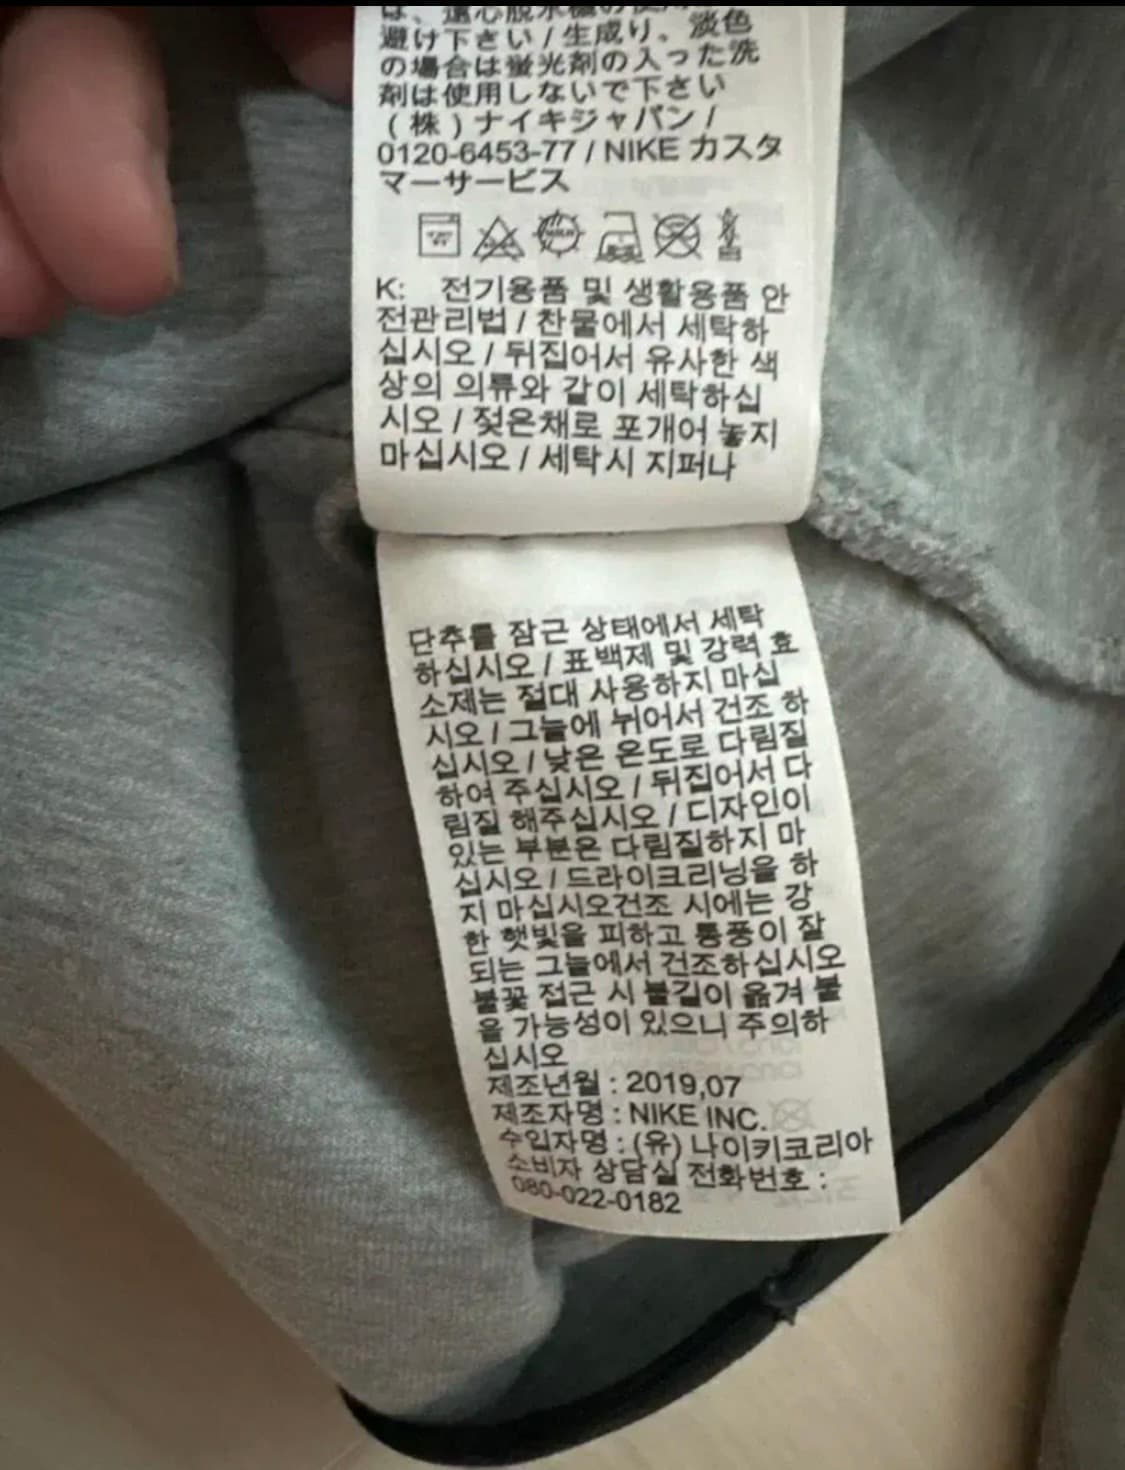 は、遠心脱水機の使用
避け下さい / 生成り、淡色
の場合は蛍光剤の入った洗
剤は使用しないで下さい
(株)ナイキジャパン /
0120-6453-77 / NIKE カスタ
マーサービス
K: 전기용품 및 생활용품 안
전관리법 / 찬물에서 세탁하
십시오 / 뒤집어서 유사한 색
상의 의류와 같이 세탁하십
시오 / 젖은채로 포개어 놓지
마십시오 / 세탁시 지퍼나
단추를 잠근 상태에서 세탁
하십시오 / 표백제 및 강력 효
소제는 절대 사용하지 마십
시오 / 그늘에 뉘어서 건조 하
십시오 / 낮은 온도로 다림질
하여 주십시오 / 뒤집어서 다
림질 해주십시오 / 디자인이
있는 부분은 다림질하지 마
십시오 / 드라이크리닝을 하
지 마십시오건조 시에는 강
한 햇빛을 피하고 통풍이 잘
되는 그늘에서 건조하십시오
불꽃 접근 시 불길이 옮겨 붙
을 가능성이 있으니 주의하
십시오
제조년월 : 2019,07
제조자명 : NIKE INC.
수입자명 : (유) 나이키코리아
소비자 상담실 전화번호 :
080-022-0182